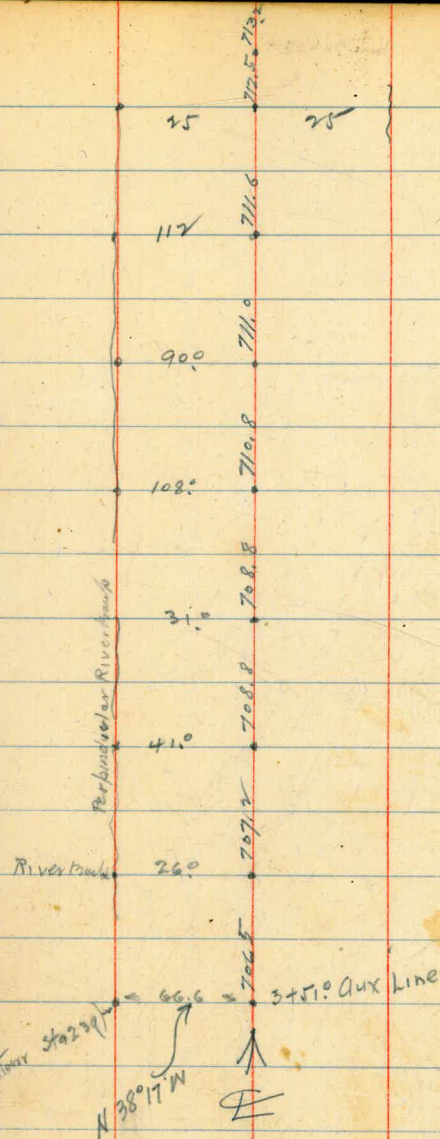 712.5 713.2
25 25
112 711.6
90.0 711.0
108.0 710.8
31.0 708.8
41.0 708.8
Perpendicular River bank
River bank 26.0 707.2
66.6 706.5 3+51.0 Aux Line
Sta 239
N 38°17' W